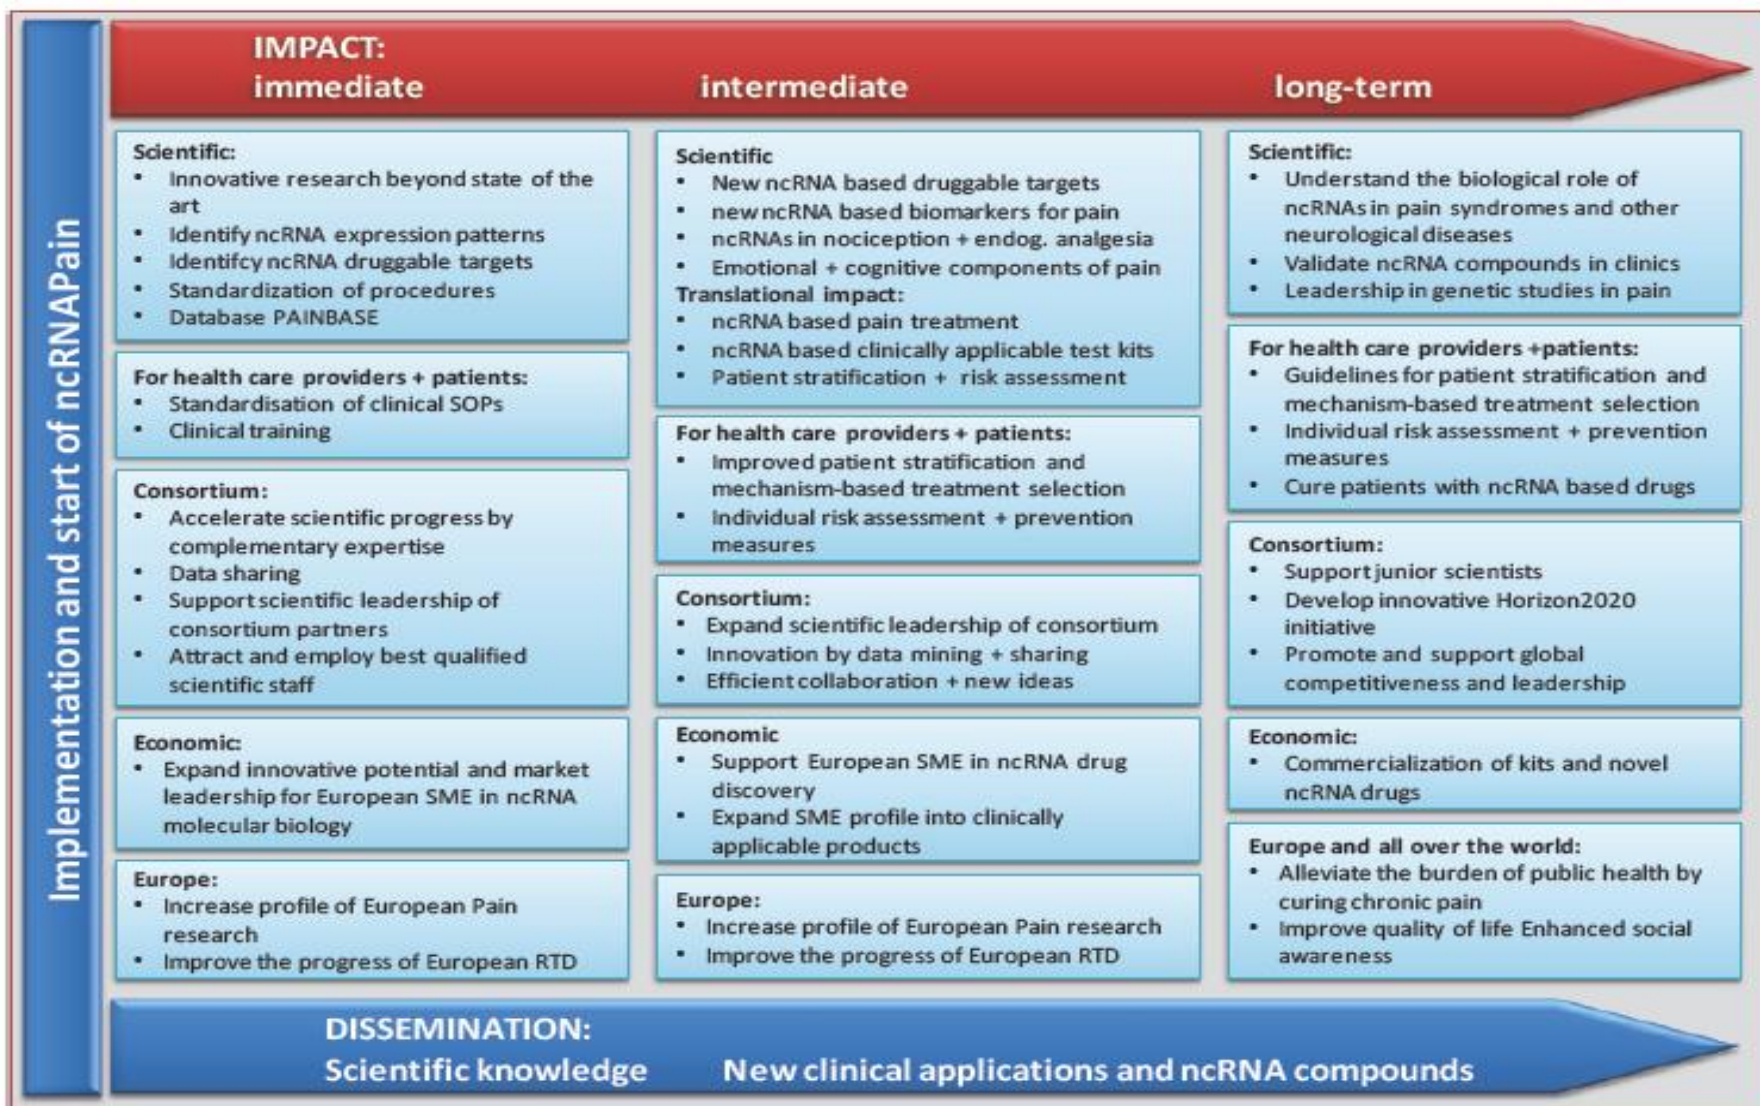 Implementation and start of ncRNAPain
IMPACT:
immediate
intermediate
long-term
Scientific:
• Innovative research beyond state of the
art
• Identify ncRNA expression patterns
• Identifcy ncRNA druggable targets
• Standardization of procedures
• Database PAINBASE
For health care providers + patients:
• Standardisation of clinical SOPs
• Clinical training
Consortium:
• Accelerate scientific progress by
complementary expertise
• Data sharing
• Support scientific leadership of
consortium partners
• Attract and employ best qualified
scientific staff
Economic:
• Expand innovative potential and market
leadership for European SME in ncRNA
molecular biology
Europe:
• Increase profile of European Pain
research
• Improve the progress of European RTD
Scientific
• New ncRNA based druggable targets
• new ncRNA based biomarkers for pain
• ncRNAs in nociception + endog. analgesia
• Emotional + cognitive components of pain
Translational impact:
• ncRNA based pain treatment
• ncRNA based clinically applicable test kits
• Patient stratification + risk assessment
For health care providers + patients:
• Improved patient stratification and
mechanism-based treatment selection
• Individual risk assessment + prevention
measures
Consortium:
• Expand scientific leadership of consortium
• Innovation by data mining + sharing
• Efficient collaboration + new ideas
Economic
• Support European SME in ncRNA drug
discovery
• Expand SME profile into clinically
applicable products
Europe:
• Increase profile of European Pain research
• Improve the progress of European RTD
Scientific:
• Understand the biological role of
ncRNAs in pain syndromes and other
neurological diseases
• Validate ncRNA compounds in clinics
• Leadership in genetic studies in pain
For health care providers +patients:
• Guidelines for patient stratification and
mechanism-based treatment selection
• Individual risk assessment + prevention
measures
• Cure patients with ncRNA based drugs
Consortium:
• Support junior scientists
• Develop innovative Horizon2020
initiative
• Promote and support global
competitiveness and leadership
Economic:
• Commercialization of kits and novel
ncRNA drugs
Europe and all over the world:
• Alleviate the burden of public health by
curing chronic pain
• Improve quality of life Enhanced social
awareness
DISSEMINATION:
Scientific knowledge New clinical applications and ncRNA compounds